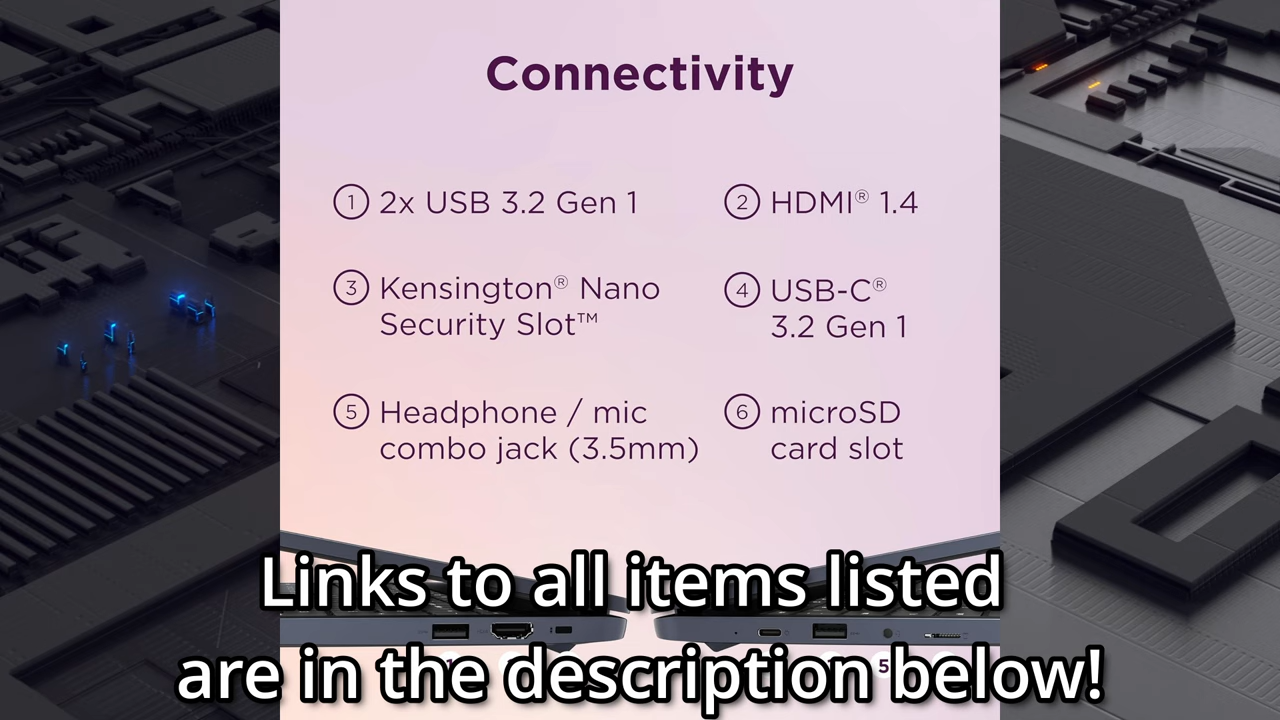 Connectivity
1 2x USB 3.2 Gen 1
2 HDMI® 1.4
3 Kensington® Nano
Security Slot™
4 USB-C®
3.2 Gen 1
5 Headphone / mic
combo jack (3.5mm)
6 microSD
card slot
Links to all items listed
are in the description below!
5